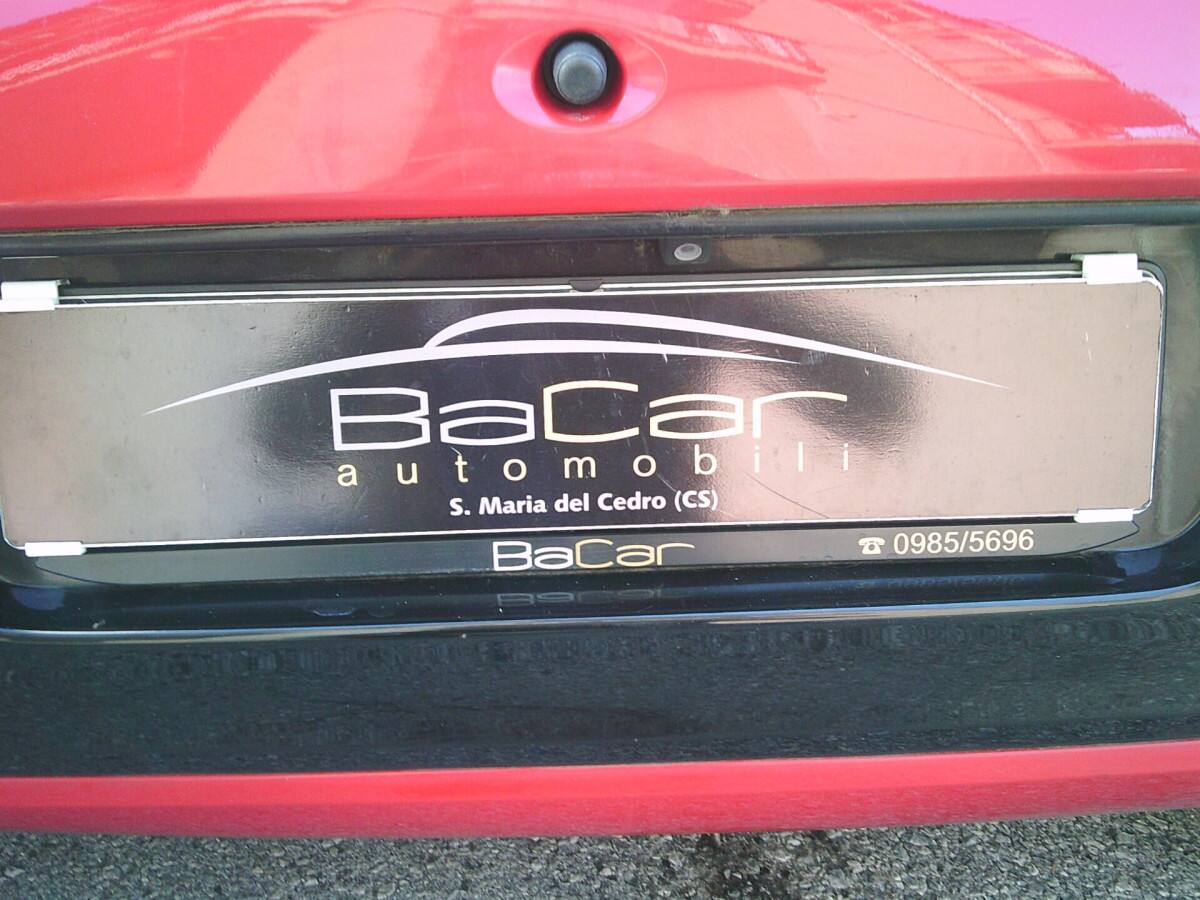 BaCar
automobili
S. Maria del Cedro (CS)
BaCar
☎ 0985/5696